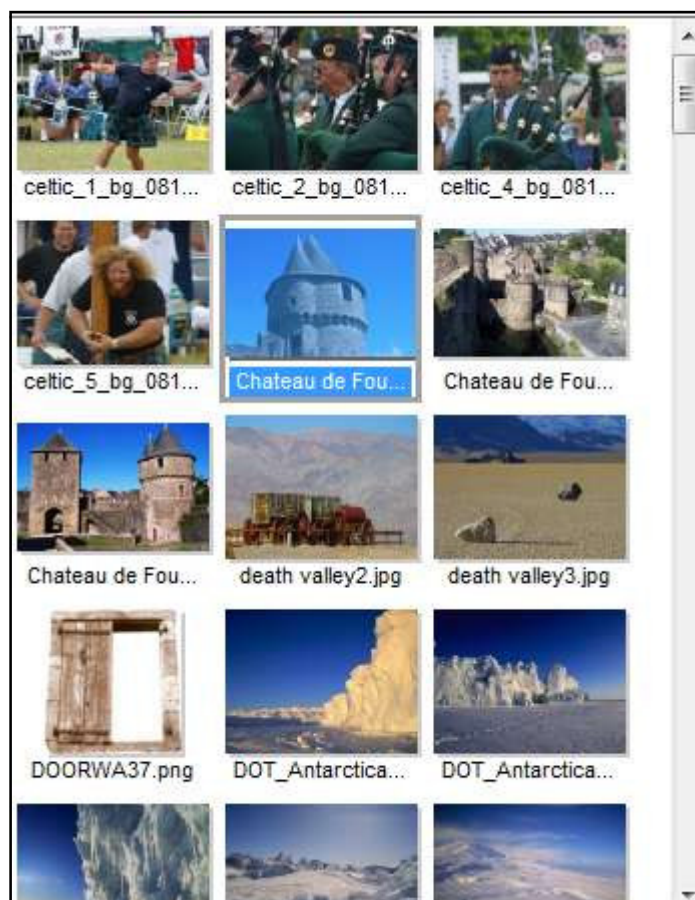 celtic_1_bg_081...
celtic_2_bg_081...
celtic_4_bg_081...
celtic_5_bg_081...
Chateau de Fou...
Chateau de Fou...
Chateau de Fou...
death valley2.jpg
death valley3.jpg
DOORWA37.png
DOT_Antarctica...
DOT_Antarctica...